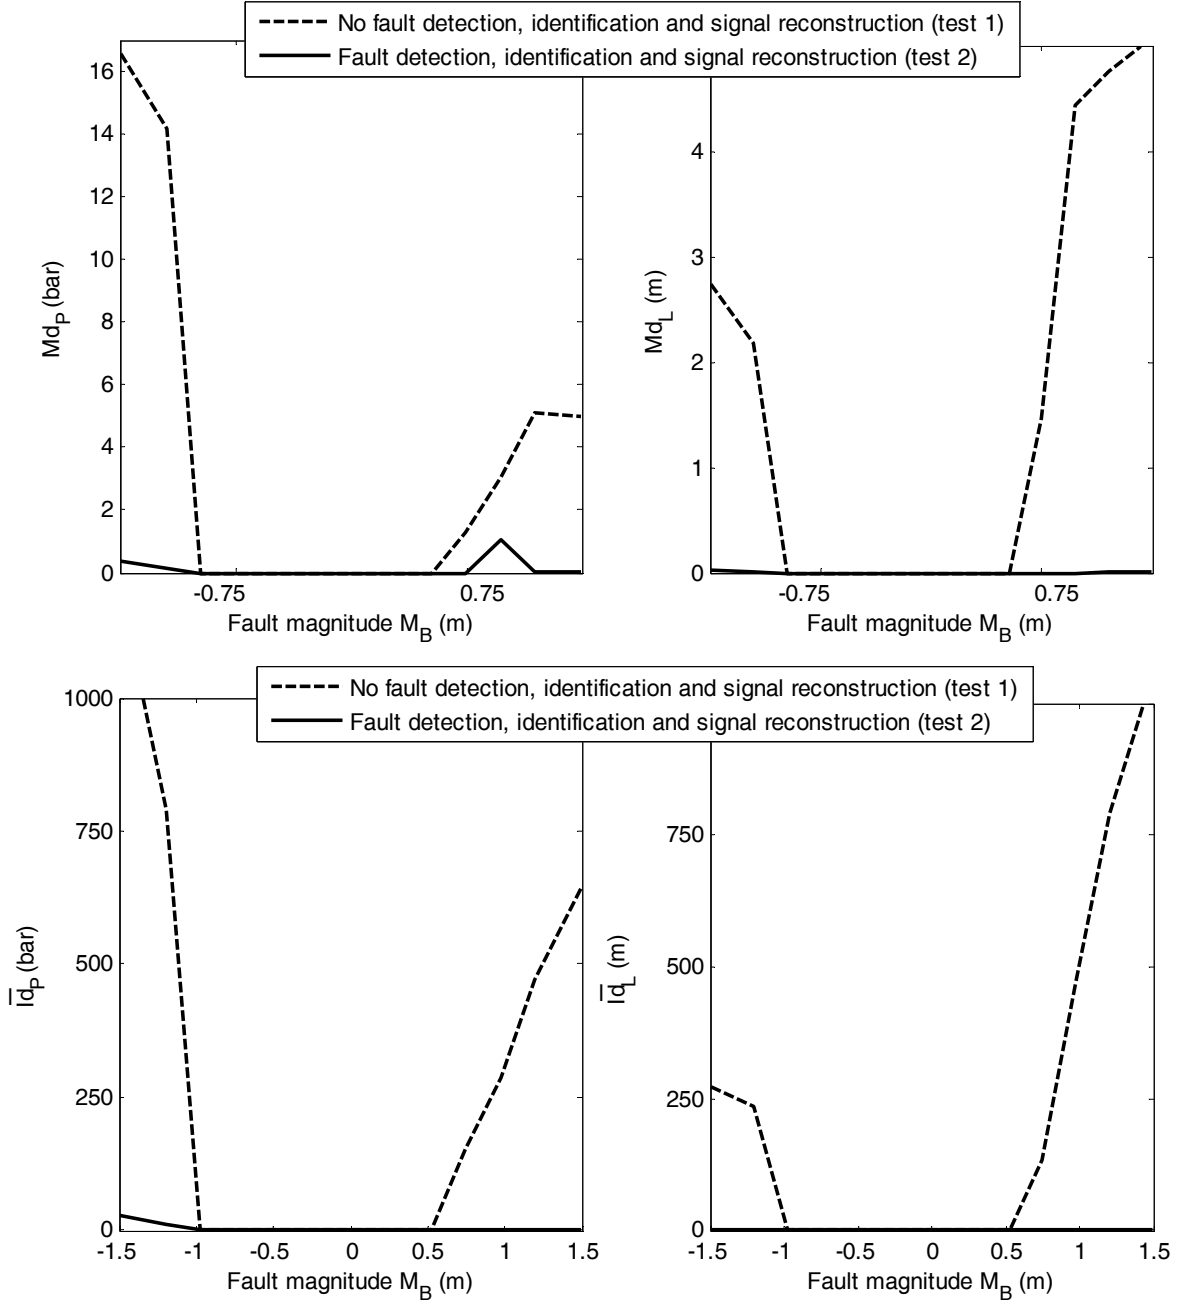 No fault detection, identification and signal reconstruction (test 1)
Fault detection, identification and signal reconstruction (test 2)
16
14
12
10
8
6
4
2
0
Md_P (bar)
-0.75
0.75
Fault magnitude M_B (m)
4
3
2
1
0
Md_L (m)
-0.75
0.75
Fault magnitude M_B (m)
No fault detection, identification and signal reconstruction (test 1)
Fault detection, identification and signal reconstruction (test 2)
1000
750
500
250
0
I̅d̅_P (bar)
-1.5 -1 -0.5 0 0.5 1 1.5
Fault magnitude M_B (m)
750
500
250
0
I̅d̅_L (m)
-1.5 -1 -0.5 0 0.5 1 1.5
Fault magnitude M_B (m)